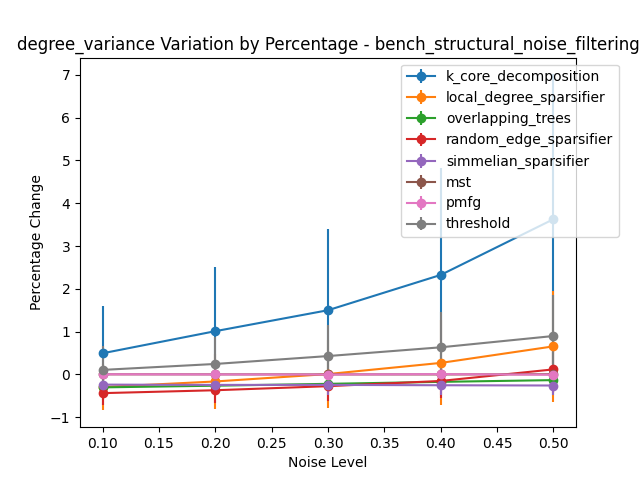 degree_variance Variation by Percentage - bench_structural_noise_filtering
7
6
5
4
3
2
1
0
−1
Percentage Change
k_core_decomposition
local_degree_sparsifier
overlapping_trees
random_edge_sparsifier
simmelian_sparsifier
mst
pmfg
threshold
0.10 0.15 0.20 0.25 0.30 0.35 0.40 0.45 0.50
Noise Level